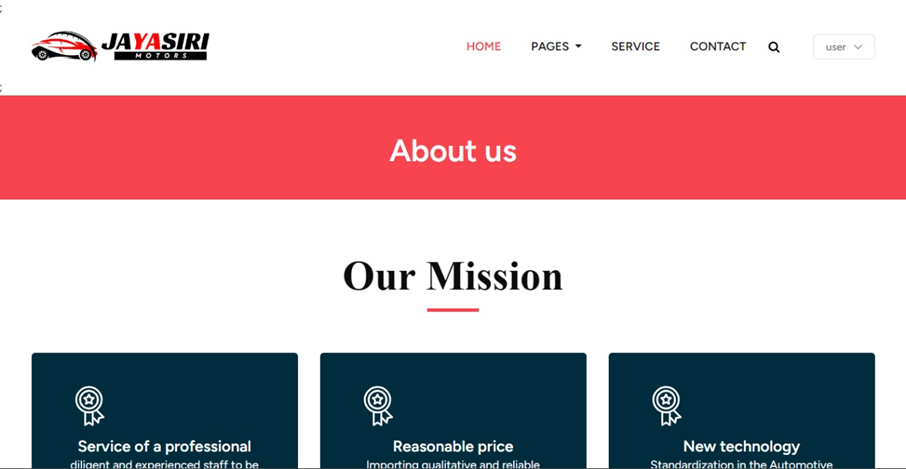 ;
JAYASIRI
MOTORS
HOME PAGES SERVICE CONTACT user
;
About us
Our Mission
Service of a professional Reasonable price New technology
diligent and experienced staff to be Importing qualitative and reliable Standardization in the Automotive